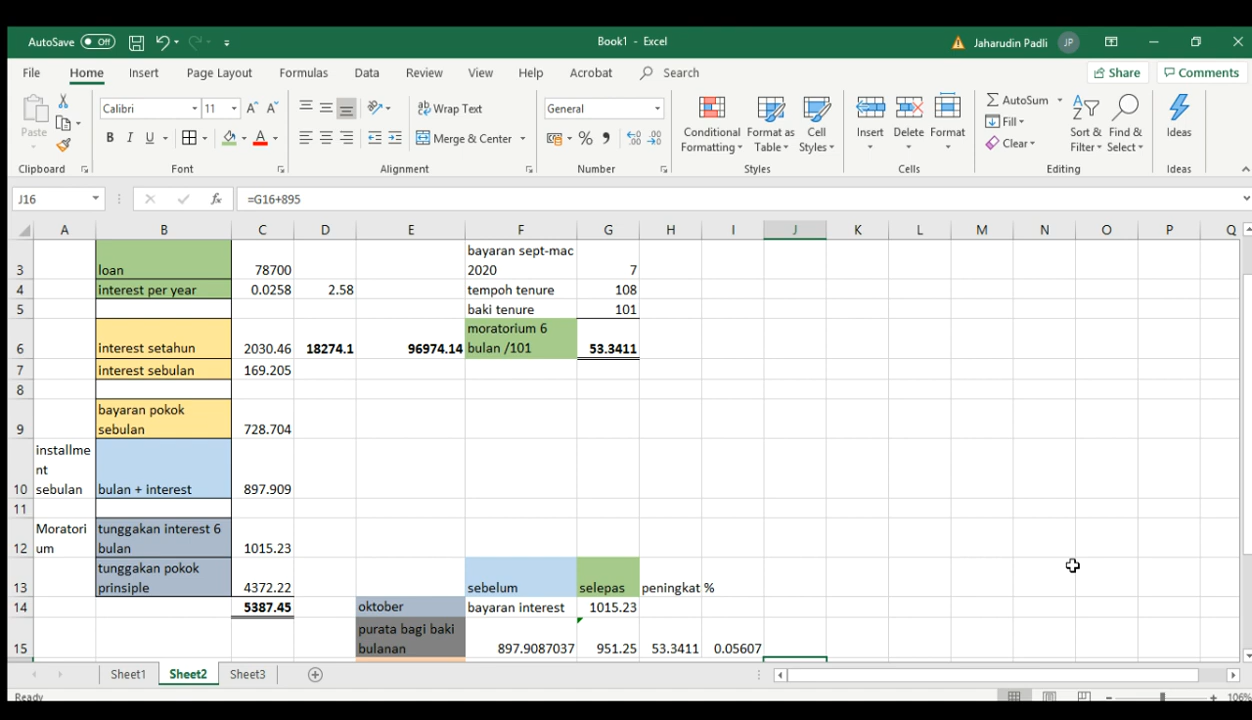 AutoSave Off Book1 - Excel Jaharudin Padli JP
File Home Insert Page Layout Formulas Data Review View Help Acrobat Search Share Comments
Paste Calibri 11 A A Wrap Text General Conditional Formatting Format as Table Cell Styles Insert Delete Format AutoSum Fill Clear Sort & Filter Find & Select Ideas
B I U A Merge & Center % ,
Clipboard Font Alignment Number Styles Cells Editing Ideas
J16 fx =G16+895
A B C D E F G H I J K L M N O P Q
3 loan 78700 bayaran sept-mac 2020 7
4 interest per year 0.0258 2.58 tempoh tenure 108
5 baki tenure 101
6 interest setahun 2030.46 18274.1 96974.14 moratorium 6 bulan /101 53.3411
7 interest sebulan 169.205
8
9 bayaran pokok sebulan 728.704
10 installment sebulan bulan + interest 897.909
11
12 Moratorium tunggakan interest 6 bulan 1015.23
13 tunggakan pokok prinsiple 4372.22 sebelum selepas peningkat %
14 5387.45 oktober bayaran interest 1015.23
15 purata bagi baki bulanan 897.9087037 951.25 53.3411 0.05607
Sheet1 Sheet2 Sheet3
Ready 106%